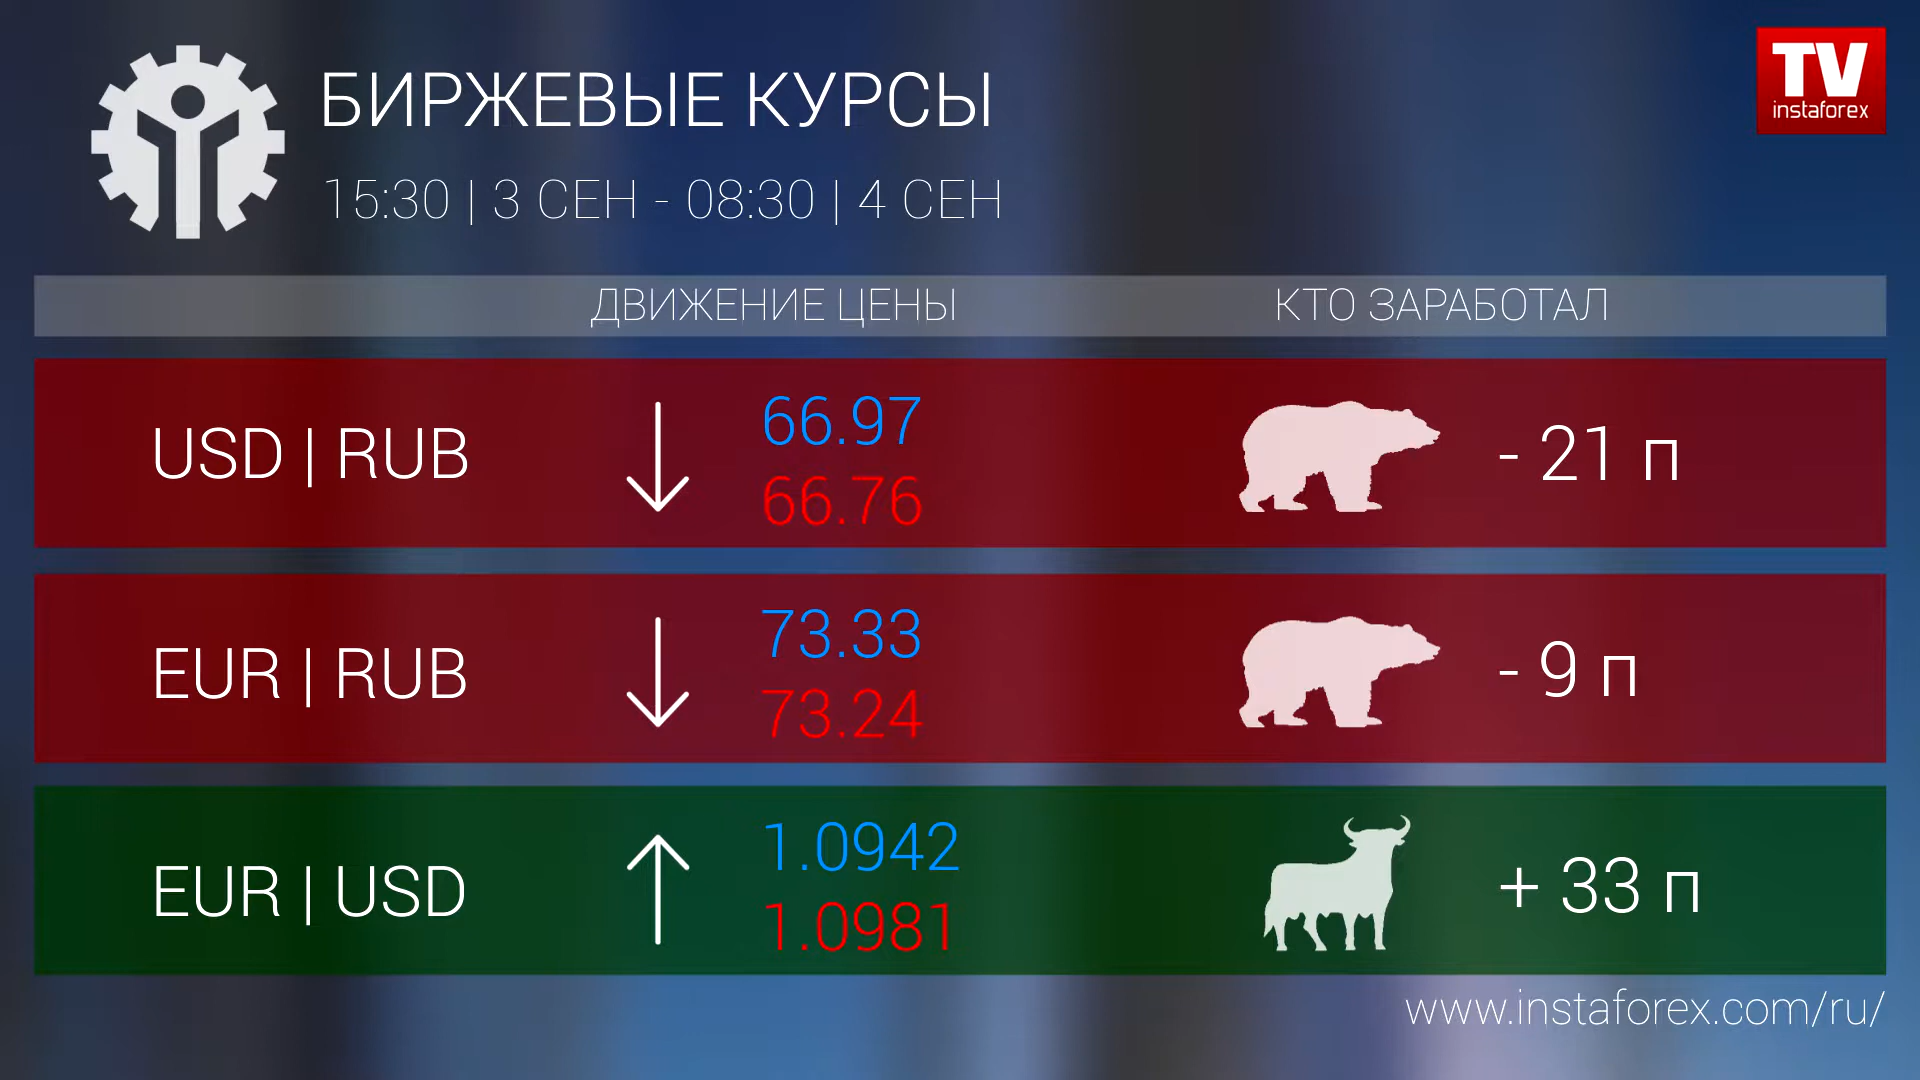 БИРЖЕВЫЕ КУРСЫ
TV
instaforex
15:30 | 3 СЕН - 08:30 | 4 СЕН
ДВИЖЕНИЕ ЦЕНЫ КТО ЗАРАБОТАЛ
USD | RUB 66.97 - 21 п
66.76
EUR | RUB 73.33 - 9 п
73.24
EUR | USD 1.0942 + 33 п
1.0981
www.instaforex.com/ru/